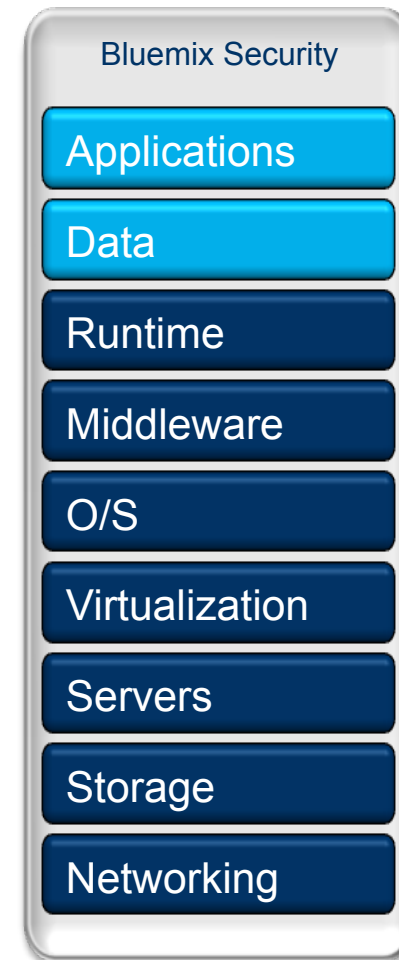 Bluemix Security
Applications
Data
Runtime
Middleware
O/S
Virtualization
Servers
Storage
Networking